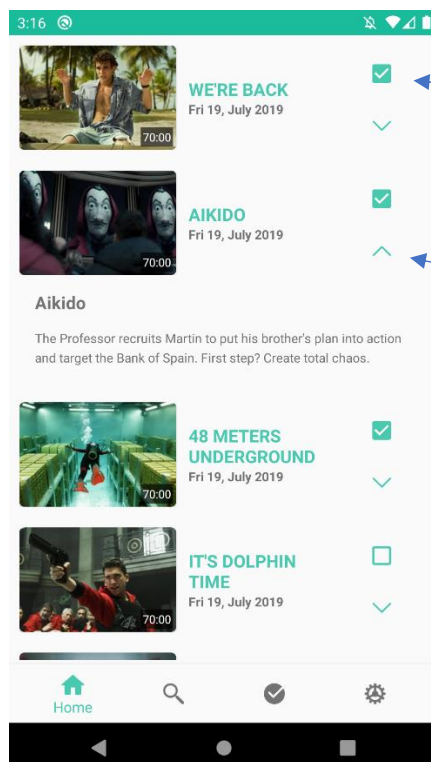 3:16
WE'RE BACK
Fri 19, July 2019
70:00
AIKIDO
Fri 19, July 2019
70:00
Aikido
The Professor recruits Martin to put his brother's plan into action
and target the Bank of Spain. First step? Create total chaos.
48 METERS
UNDERGROUND
Fri 19, July 2019
70:00
IT'S DOLPHIN
TIME
Fri 19, July 2019
70:00
Home